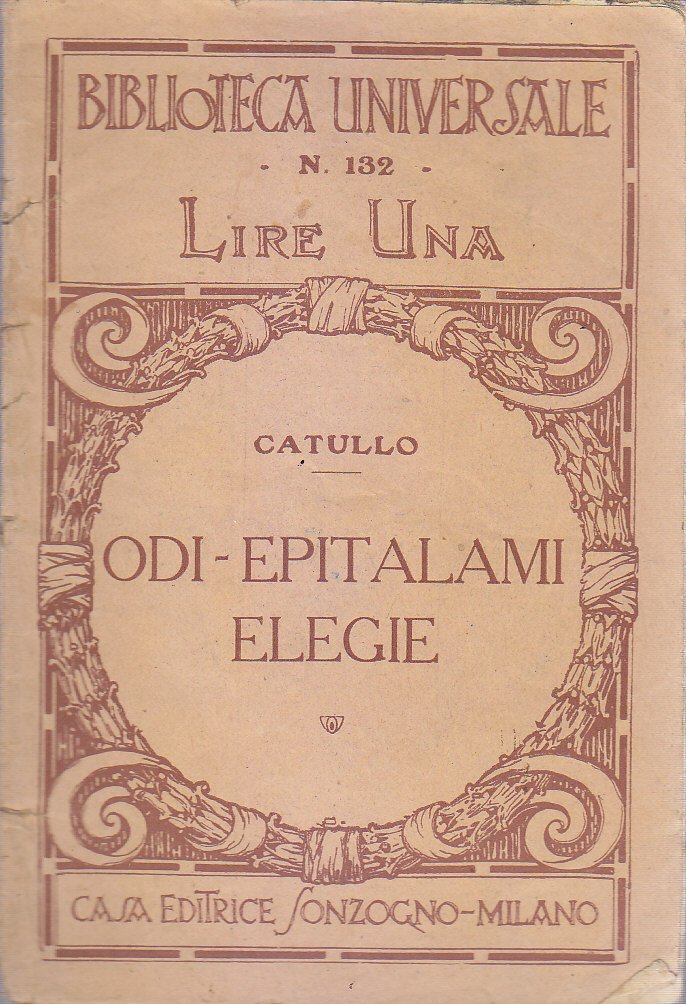 BIBLIOTECA UNIVERSALE
· N. 132 ·
LIRE UNA
CATULLO
ODI - EPITALAMI
ELEGIE
CASA EDITRICE SONZOGNO - MILANO